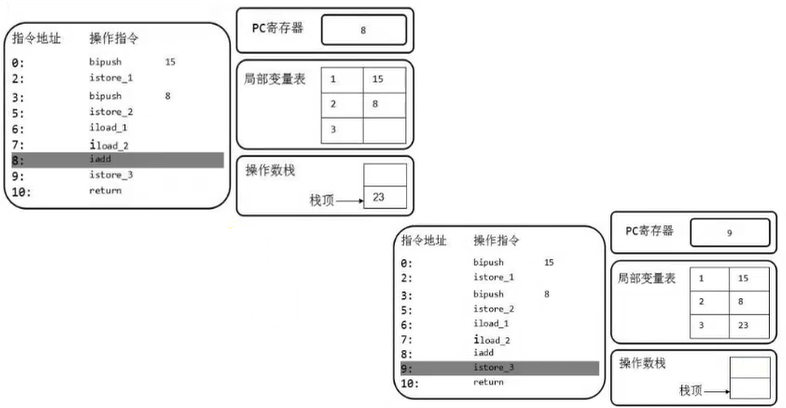 指令地址 操作指令
0: bipush 15
2: istore_1
3: bipush 8
5: istore_2
6: iload_1
7: iload_2
8: iadd
9: istore_3
10: return
PC寄存器 8
局部变量表 1 15
2 8
3
操作数栈
栈顶 23
指令地址 操作指令
0: bipush 15
2: istore_1
3: bipush 8
5: istore_2
6: iload_1
7: iload_2
8: iadd
9: istore_3
10: return
PC寄存器 9
局部变量表 1 15
2 8
3 23
操作数栈
栈顶